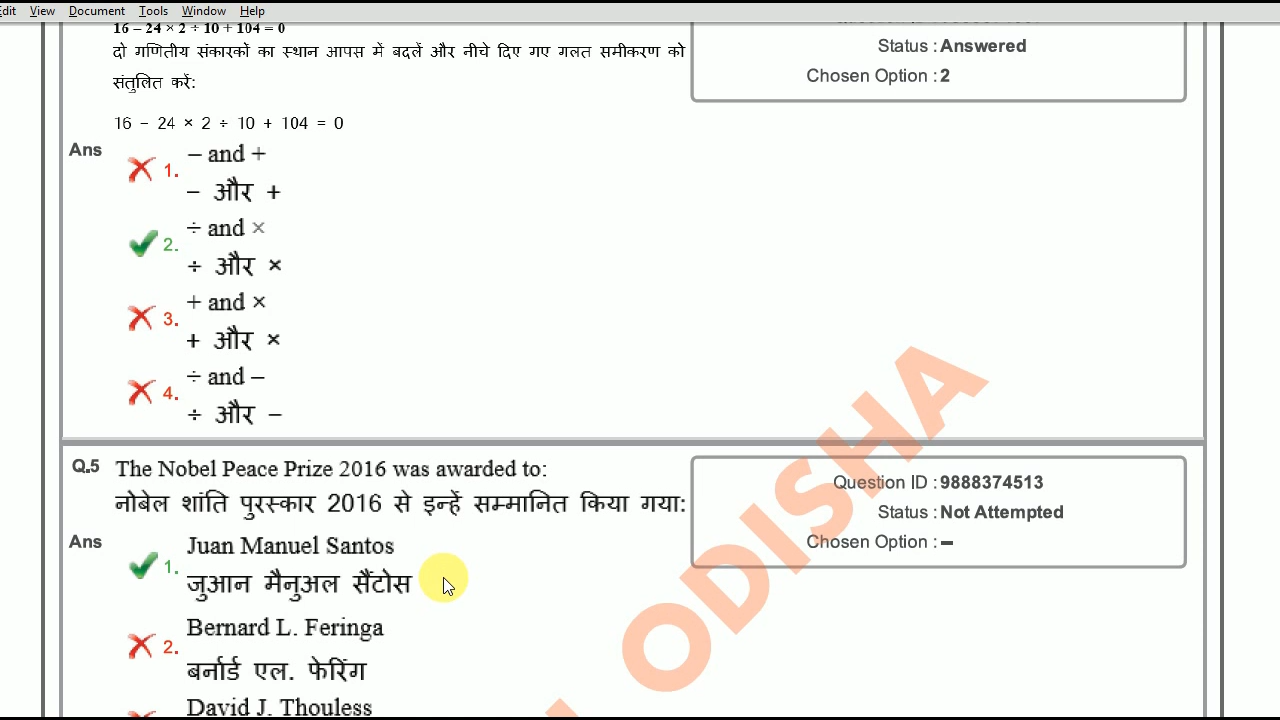 Edit View Document Tools Window Help
16 – 24 × 2 ÷ 10 + 104 = 0
दो गणितीय संकारकों का स्थान आपस में बदलें और नीचे दिए गए गलत समीकरण को
संतुलित करें:
16 − 24 × 2 ÷ 10 + 104 = 0
Status : Answered
Chosen Option : 2
Ans
1. – and +
− और +
2. ÷ and ×
÷ और ×
3. + and ×
+ और ×
4. ÷ and –
÷ और −
Q.5 The Nobel Peace Prize 2016 was awarded to:
नोबेल शांति पुरस्कार 2016 से इन्हें सम्मानित किया गया:
Question ID : 9888374513
Status : Not Attempted
Chosen Option : –
Ans
1. Juan Manuel Santos
जुआन मैनुअल सैंटोस
2. Bernard L. Feringa
बर्नार्ड एल. फेरिंग
David J. Thouless
ODISHA